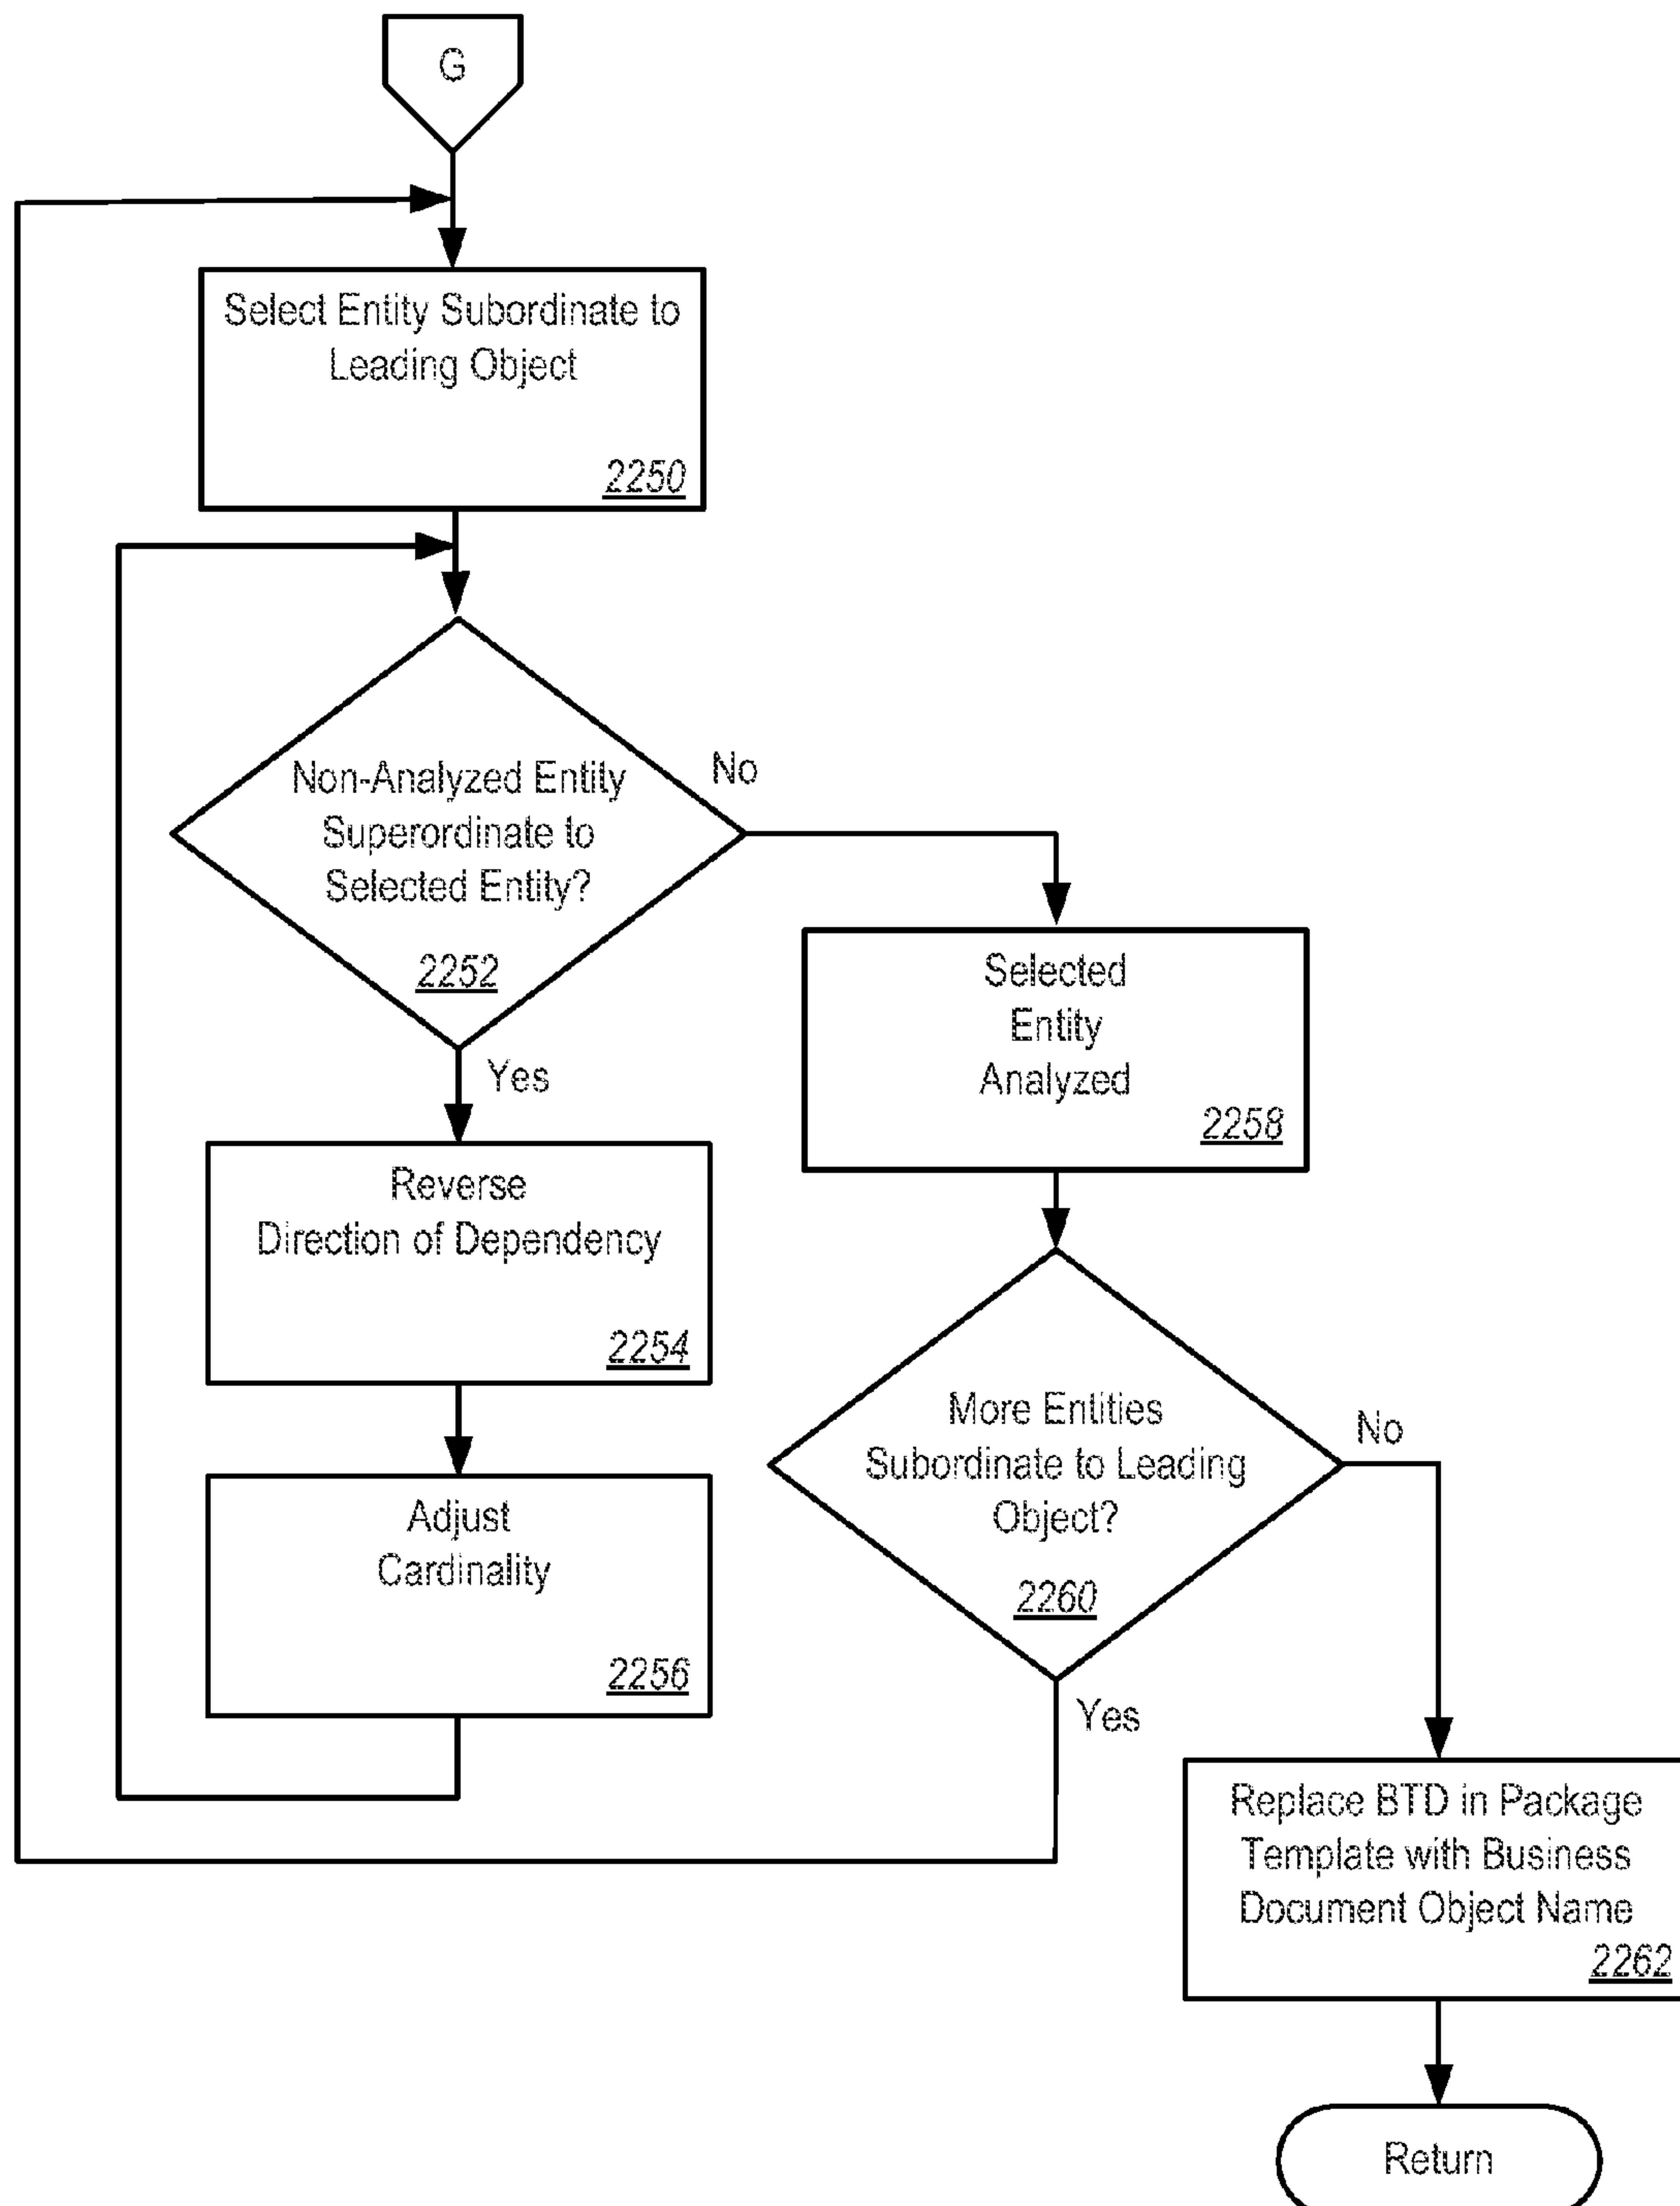 G
Select Entity Subordinate to
Leading Object
2250
Non-Analyzed Entity
Superordinate to
Selected Entity?
2252
No
Yes
Reverse
Direction of Dependency
2254
Adjust
Cardinality
2256
Selected
Entity
Analyzed
2258
More Entities
Subordinate to Leading
Object?
2260
No
Yes
Replace BTD in Package
Template with Business
Document Object Name
2262
Return